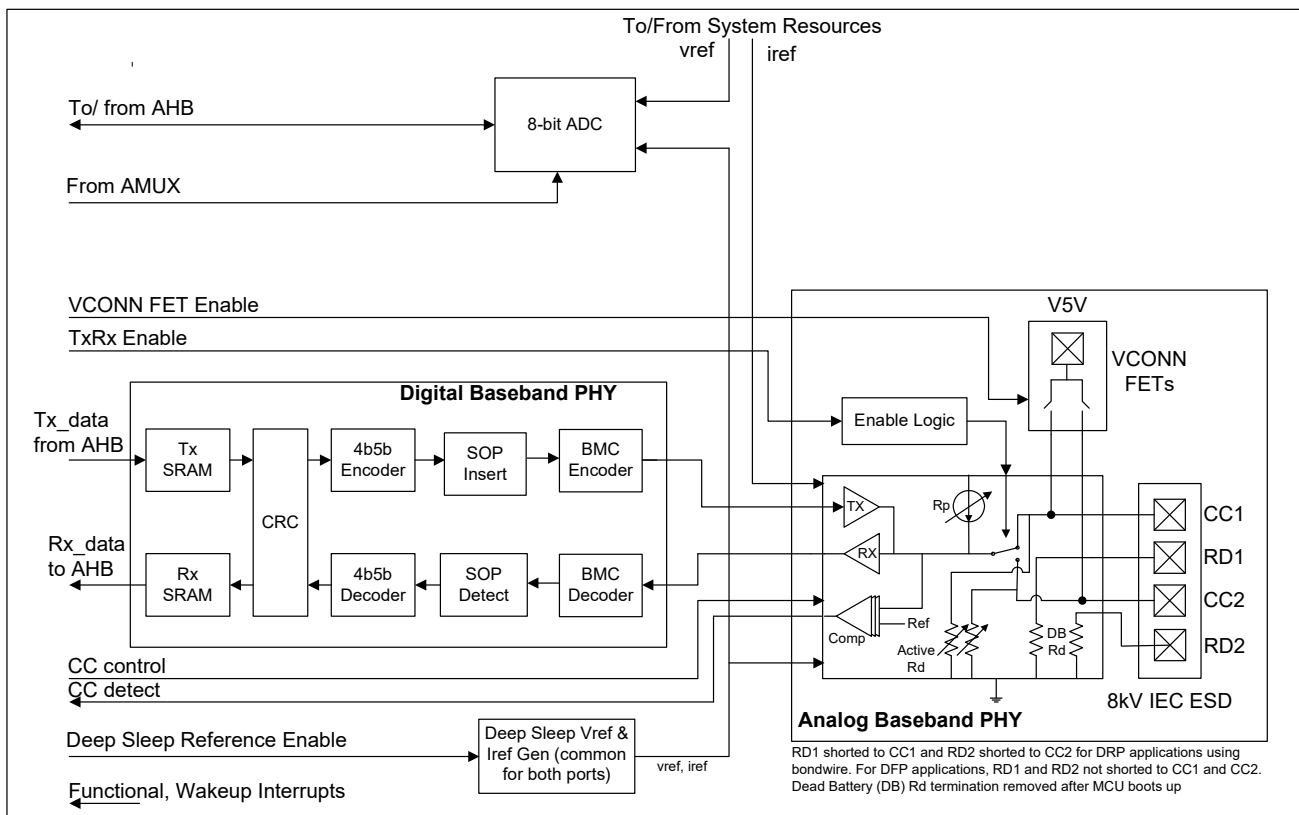 To/From System Resources
vref
iref
To/ from AHB
8-bit ADC
From AMUX
VCONN FET Enable
TxRx Enable
V5V
VCONN
FETs
Digital Baseband PHY
Enable Logic
Tx_data
from AHB
Tx
SRAM
CRC
4b5b
Encoder
SOP
Insert
BMC
Encoder
TX
Rp
CC1
Rx_data
to AHB
Rx
SRAM
4b5b
Decoder
SOP
Detect
BMC
Decoder
RX
RD1
CC2
Comp
Ref
Active
Rd
DB
Rd
RD2
CC control
CC detect
8kV IEC ESD
Analog Baseband PHY
Deep Sleep Reference Enable
Deep Sleep Vref &
Iref Gen (common
for both ports)
vref, iref
RD1 shorted to CC1 and RD2 shorted to CC2 for DRP applications using
bondwire. For DFP applications, RD1 and RD2 not shorted to CC1 and CC2.
Dead Battery (DB) Rd termination removed after MCU boots up
Functional, Wakeup Interrupts